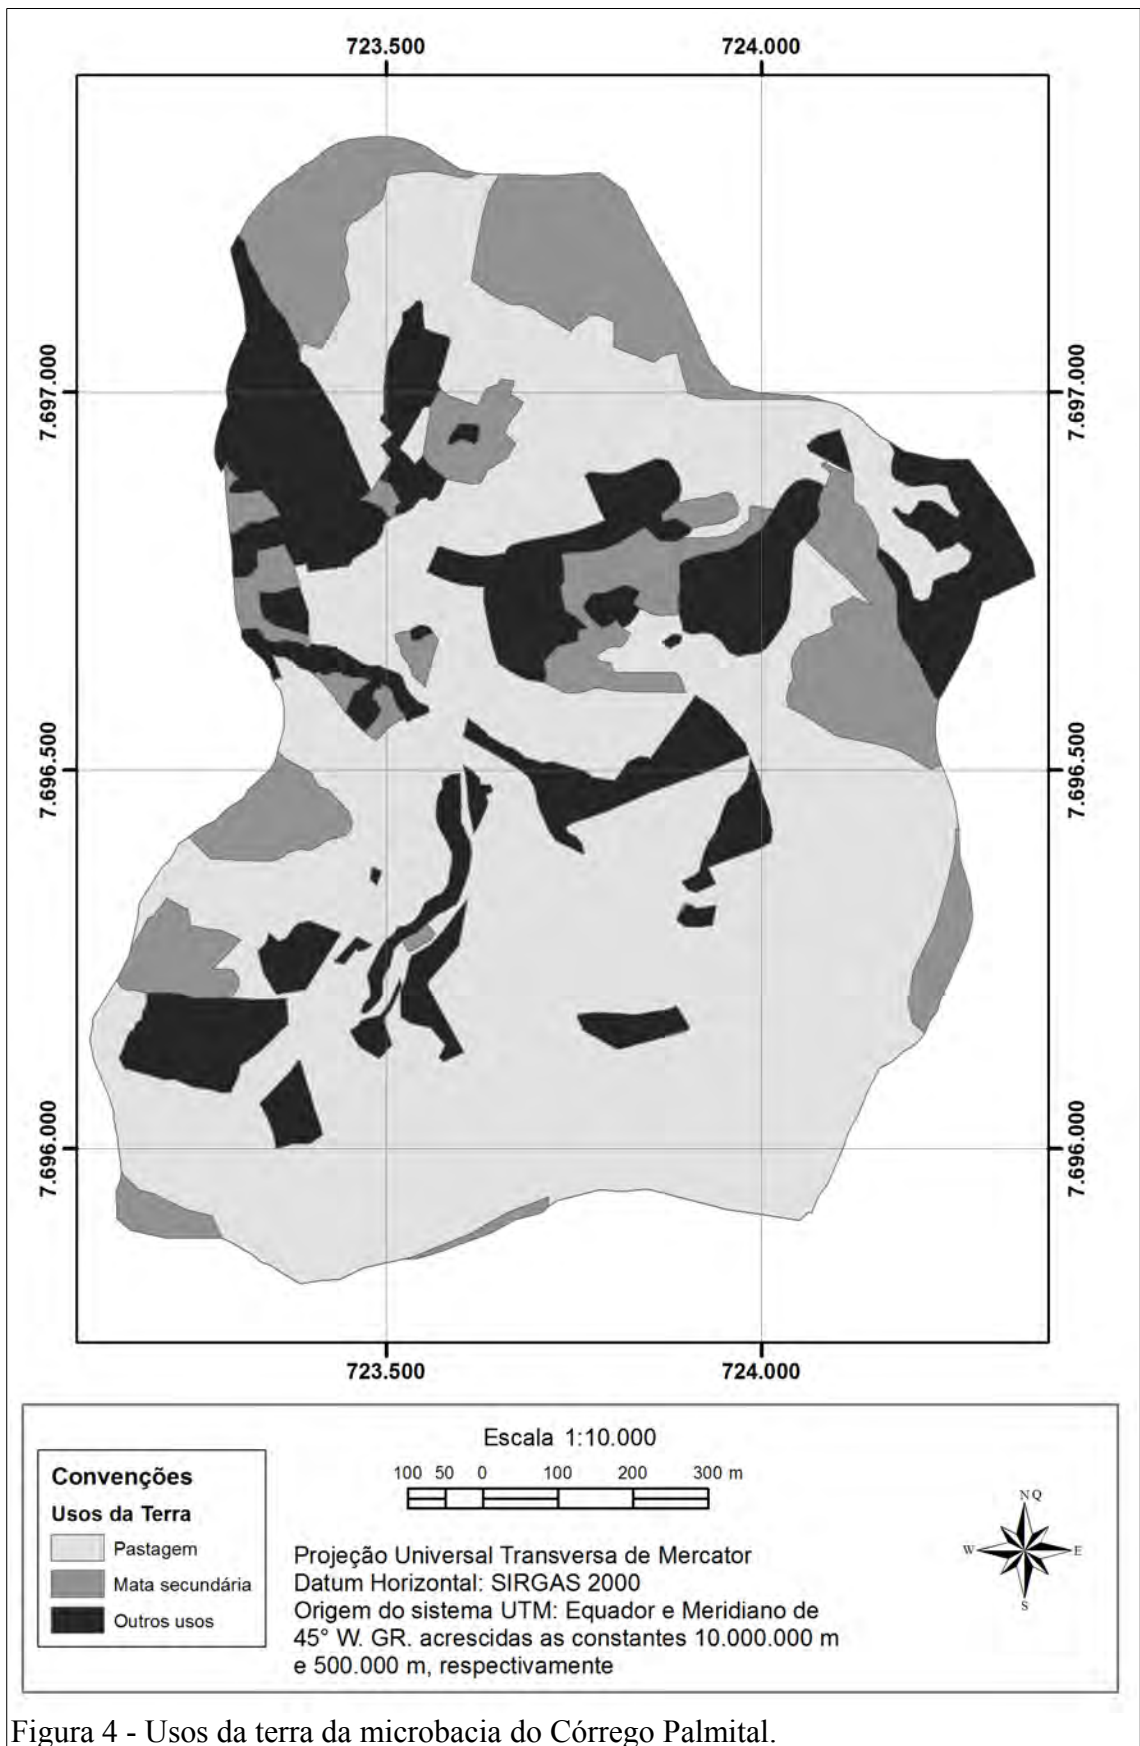 723.500 724.000
7.697.000 7.697.000
7.696.500 7.696.500
7.696.000 7.696.000
723.500 724.000
Escala 1:10.000
100 50 0 100 200 300 m
Convenções
Usos da Terra
Pastagem
Mata secundária
Outros usos
Projeção Universal Transversa de Mercator
Datum Horizontal: SIRGAS 2000
Origem do sistema UTM: Equador e Meridiano de
45° W. GR. acrescidas as constantes 10.000.000 m
e 500.000 m, respectivamente
N Q
W E
S
Figura 4 - Usos da terra da microbacia do Córrego Palmital.